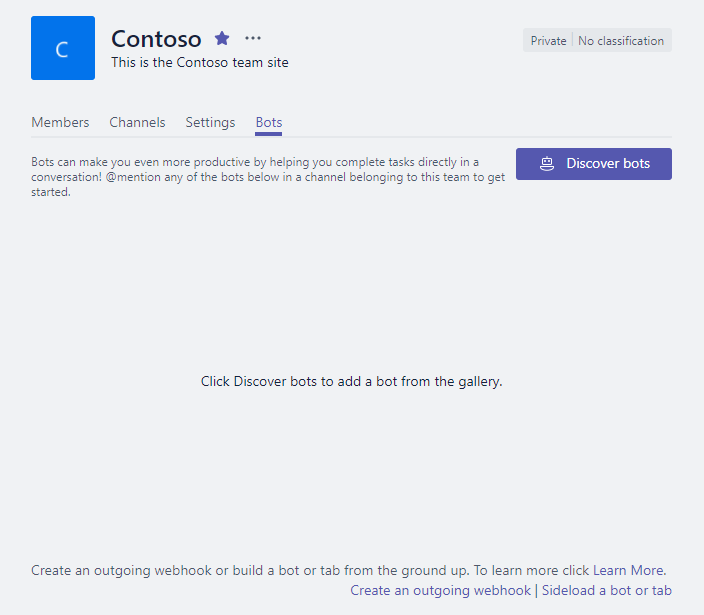 C
Contoso
This is the Contoso team site
Private No classification
Members Channels Settings Bots
Bots can make you even more productive by helping you complete tasks directly in a
conversation! @mention any of the bots below in a channel belonging to this team to get
started.
Discover bots
Click Discover bots to add a bot from the gallery.
Create an outgoing webhook or build a bot or tab from the ground up. To learn more click Learn More.
Create an outgoing webhook | Sideload a bot or tab